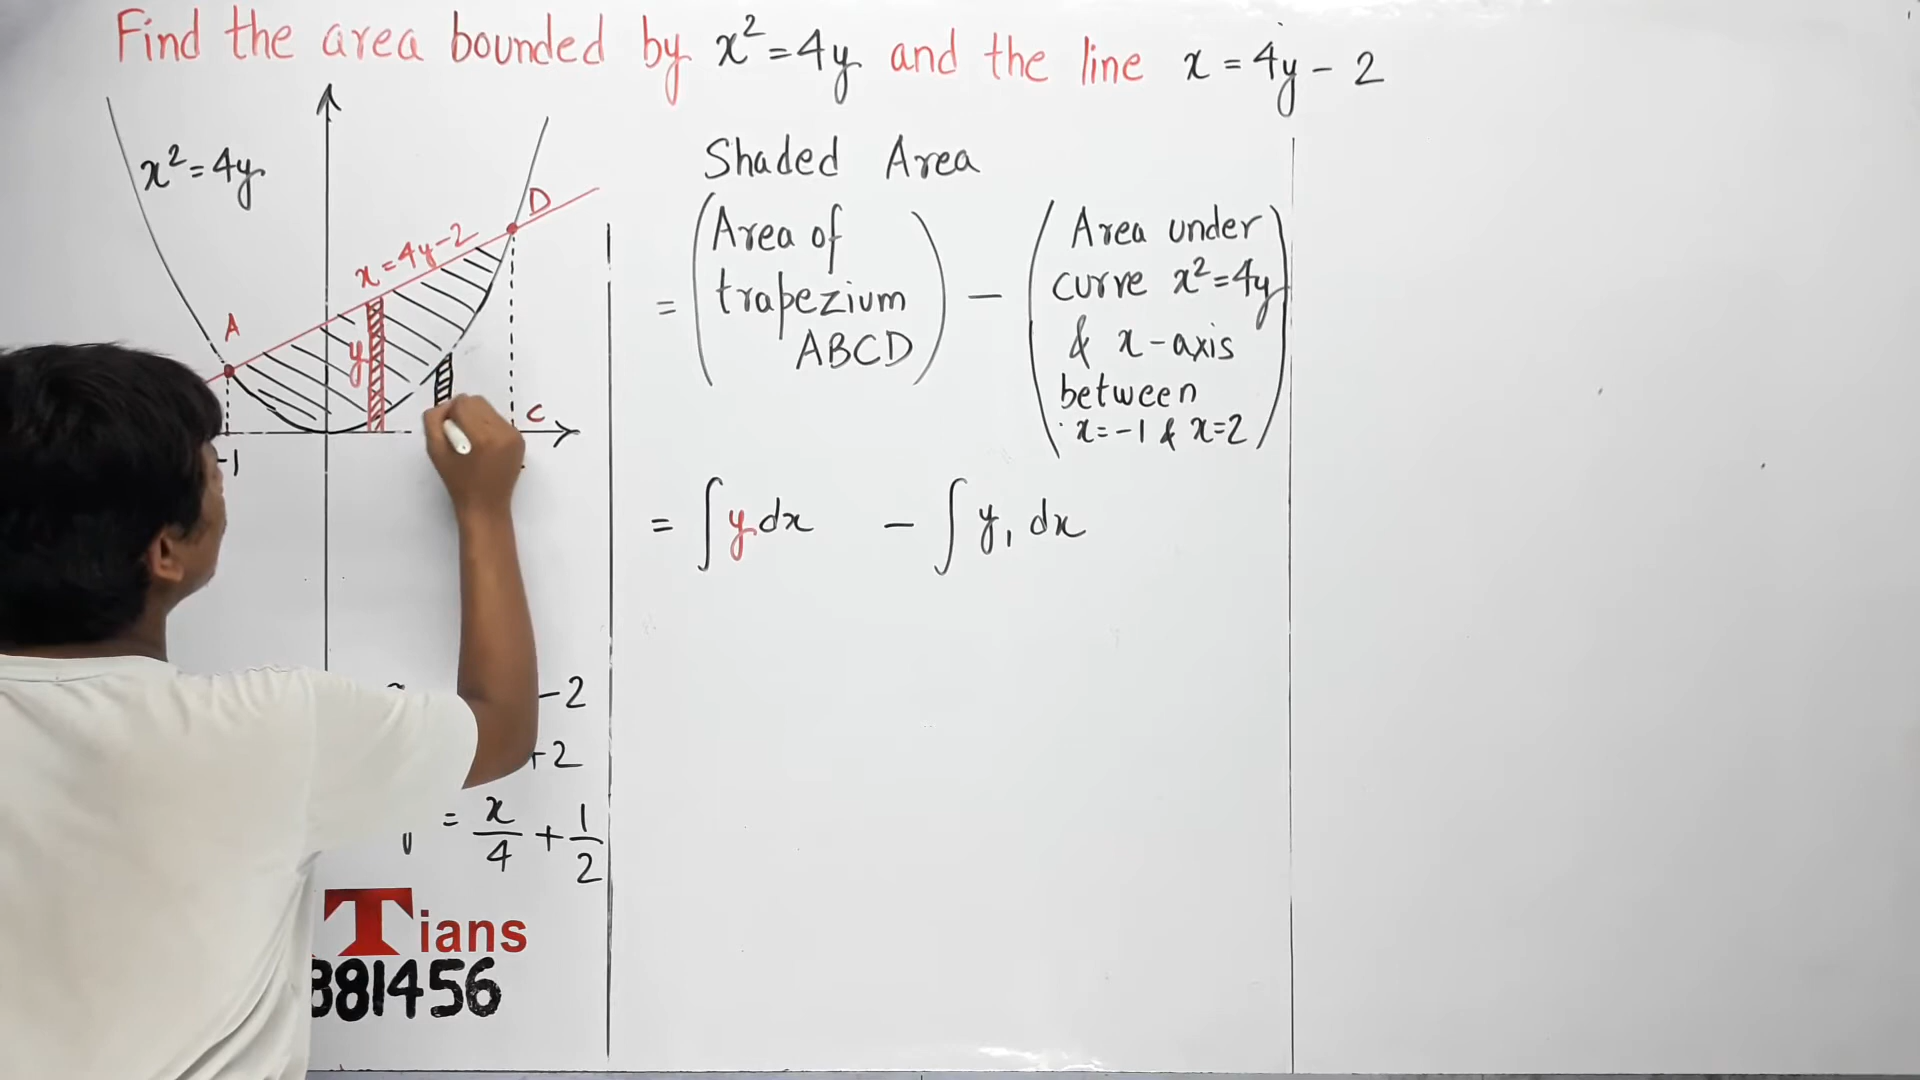 Find the area bounded by x² = 4y and the line x = 4y - 2
x² = 4y
D
x = 4y - 2
A
y
C
-1
- 2
+2
= x/4 + 1/2
Tians
881456
Shaded Area
= (Area of trapezium ABCD) - (Area under curve x² = 4y & x-axis between x = -1 & x = 2)
= ∫ y dx - ∫ y₁ dx